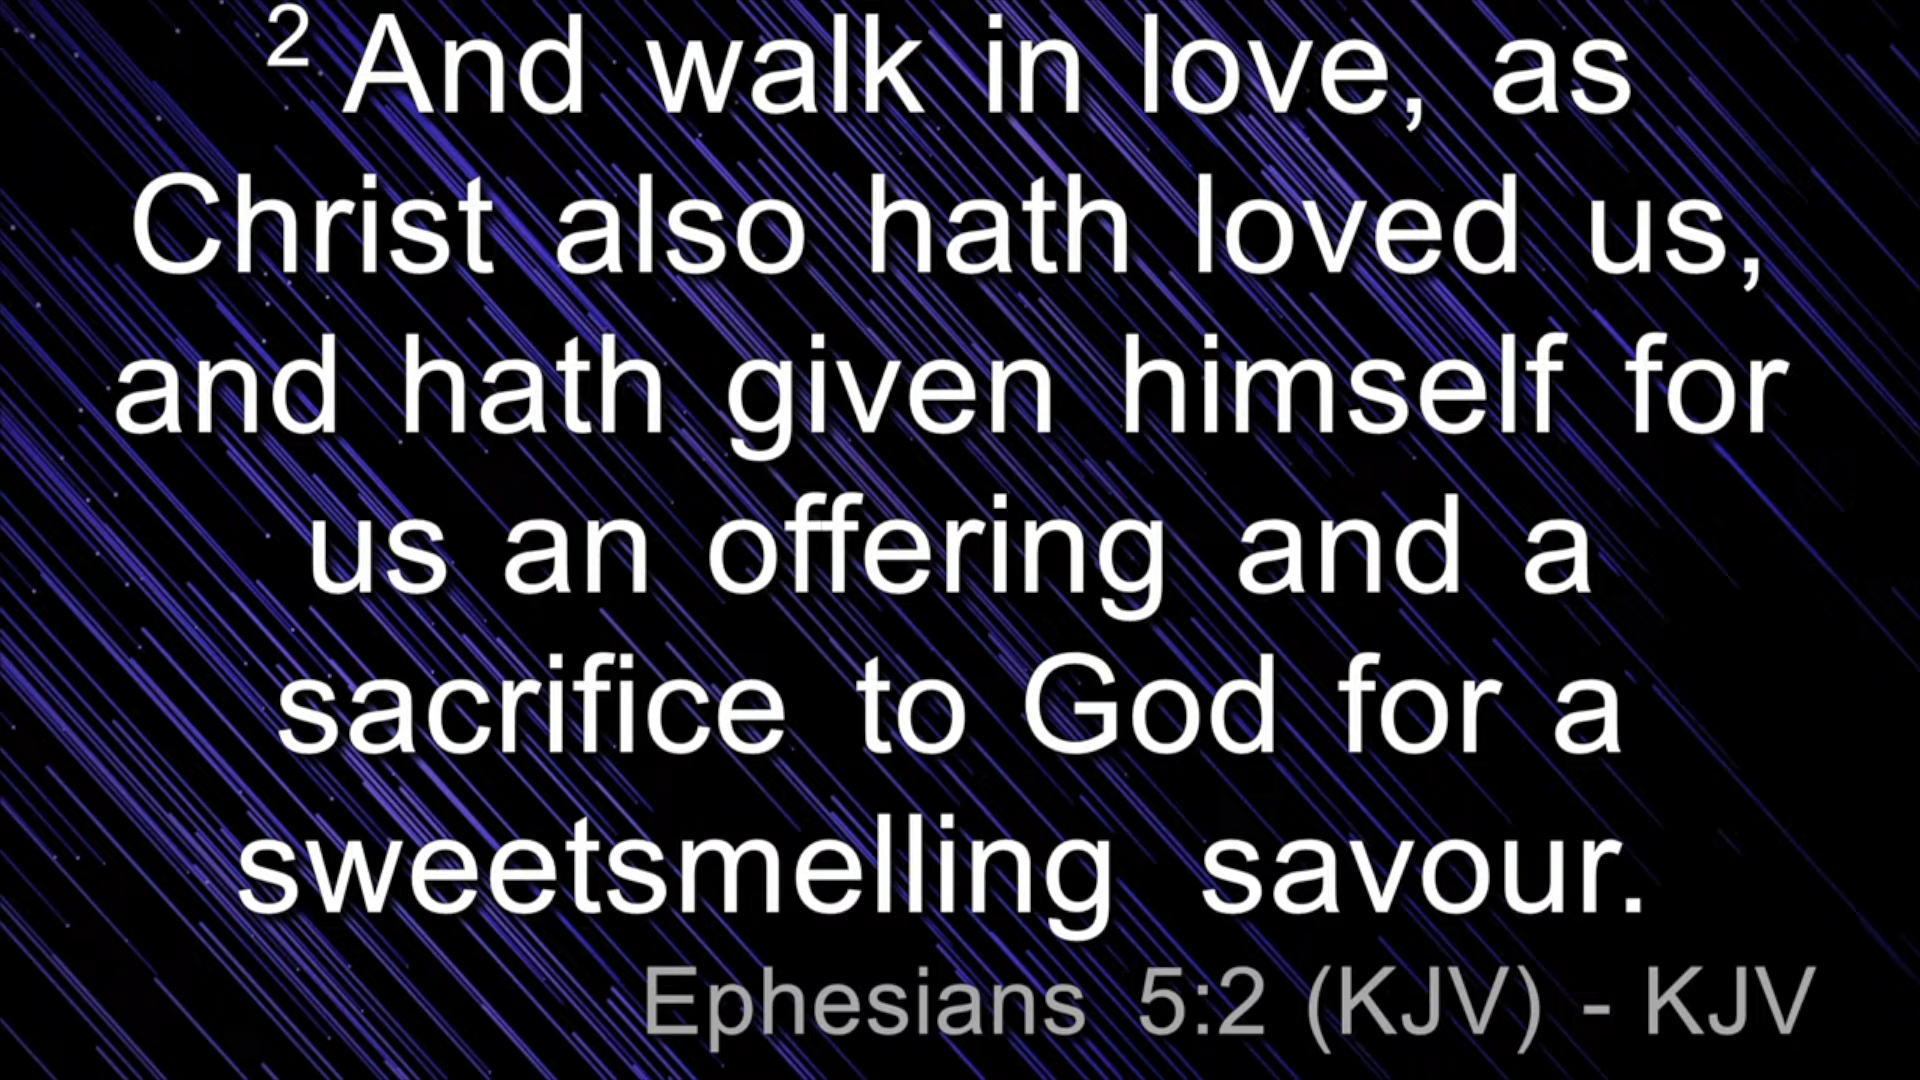 2 And walk in love, as
Christ also hath loved us,
and hath given himself for
us an offering and a
sacrifice to God for a
sweetsmelling savour.
Ephesians 5:2 (KJV) - KJV